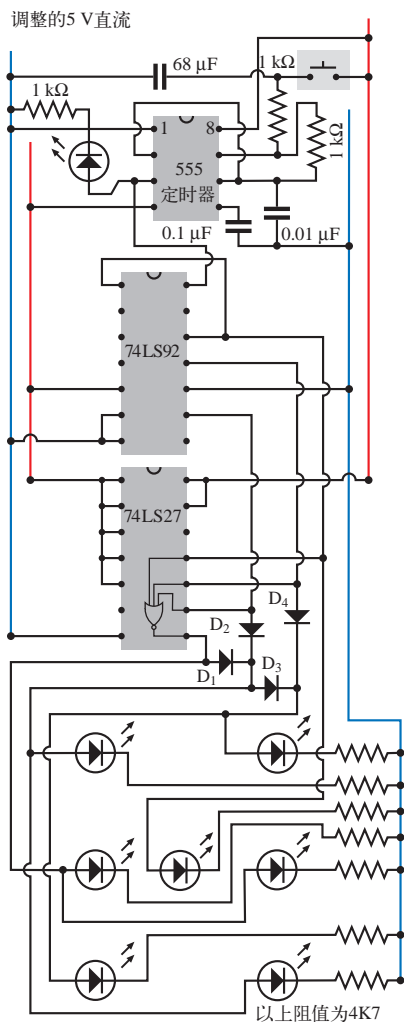 调整的5 V直流
68 μF
1 kΩ
1 kΩ
1 8
1 kΩ
555
定时器
0.1 μF
0.01 μF
74LS92
74LS27
D4
D2
D1
D3
以上阻值为4K7